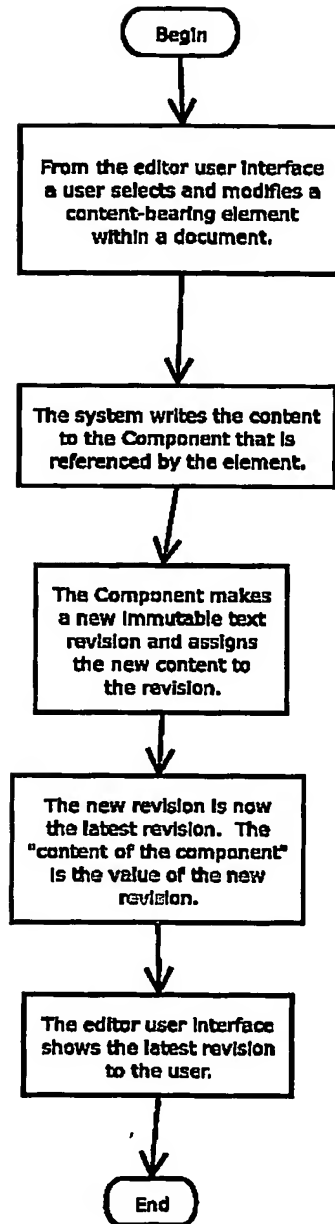 Begin
From the editor user interface
a user selects and modifies a
content-bearing element
within a document.
The system writes the content
to the Component that is
referenced by the element.
The Component makes
a new immutable text
revision and assigns
the new content to
the revision.
The new revision is now
the latest revision. The
"content of the component"
is the value of the new
revision.
The editor user interface
shows the latest revision
to the user.
End